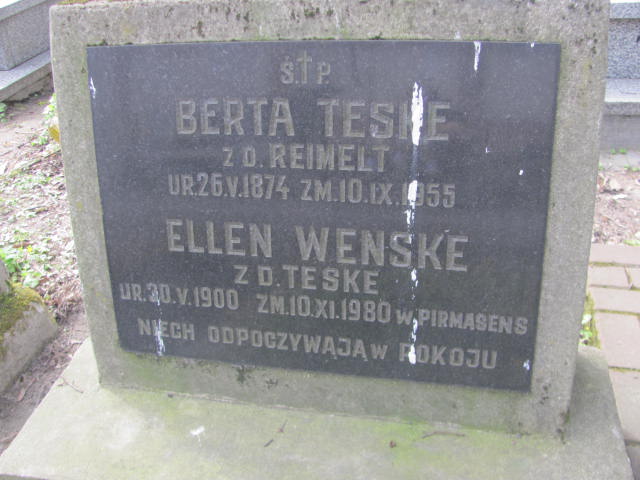 Ś†P.
BERTA TESKE
Z D. REIMELT
UR.26.V.1874 ZM.10.IX.1955
ELLEN WENSKE
Z D. TESKE
UR.30.V.1900 ZM.10.XI.1980 W PIRMASENS
NIECH ODPOCZYWAJĄ W POKOJU